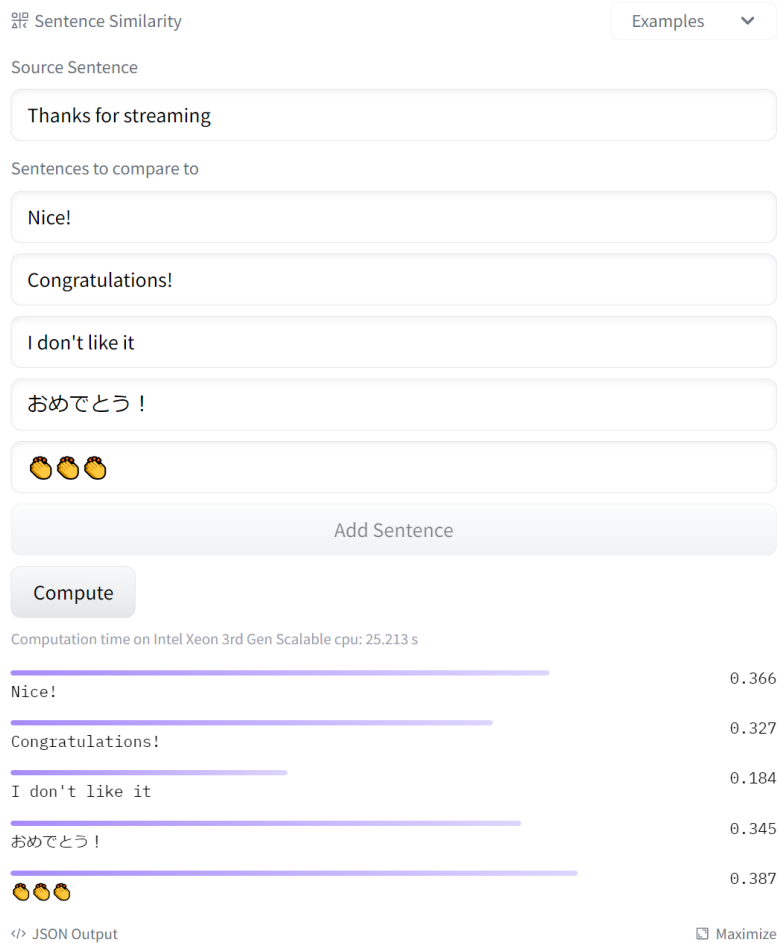 Sentence Similarity
Examples
Source Sentence
Thanks for streaming
Sentences to compare to
Nice!
Congratulations!
I don't like it
おめでとう！
👏👏👏
Add Sentence
Compute
Computation time on Intel Xeon 3rd Gen Scalable cpu: 25.213 s
0.366
Nice!
0.327
Congratulations!
0.184
I don't like it
0.345
おめでとう！
0.387
👏👏👏
</> JSON Output
Maximize